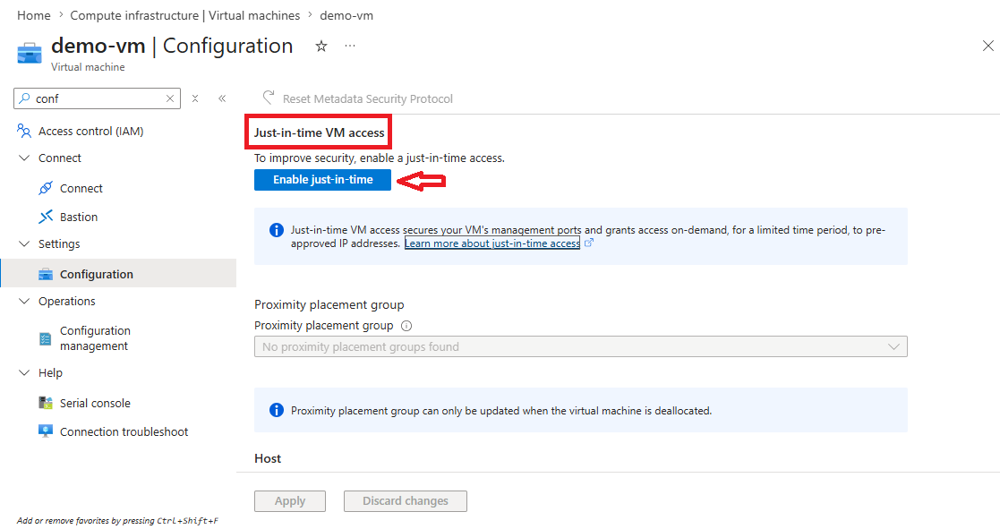 Home > Compute infrastructure | Virtual machines > demo-vm
demo-vm | Configuration
Virtual machine
conf
Reset Metadata Security Protocol
Access control (IAM)
Connect
Connect
Bastion
Settings
Configuration
Operations
Configuration
management
Help
Serial console
Connection troubleshoot
Add or remove favorites by pressing Ctrl+Shift+F
Just-in-time VM access
To improve security, enable a just-in-time access.
Enable just-in-time
Just-in-time VM access secures your VM's management ports and grants access on-demand, for a limited time period, to pre-
approved IP addresses. Learn more about just-in-time access
Proximity placement group
Proximity placement group
No proximity placement groups found
Proximity placement group can only be updated when the virtual machine is deallocated.
Host
Apply
Discard changes